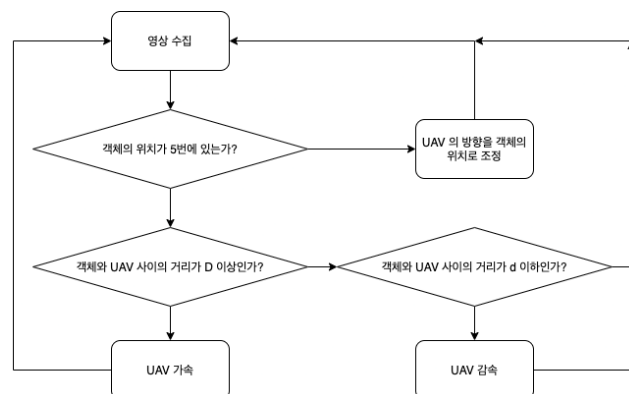 영상 수집
객체의 위치가 5번에 있는가?
UAV 의 방향을 객체의
위치로 조정
객체와 UAV 사이의 거리가 D 이상인가?
객체와 UAV 사이의 거리가 d 이하인가?
UAV 가속
UAV 감속